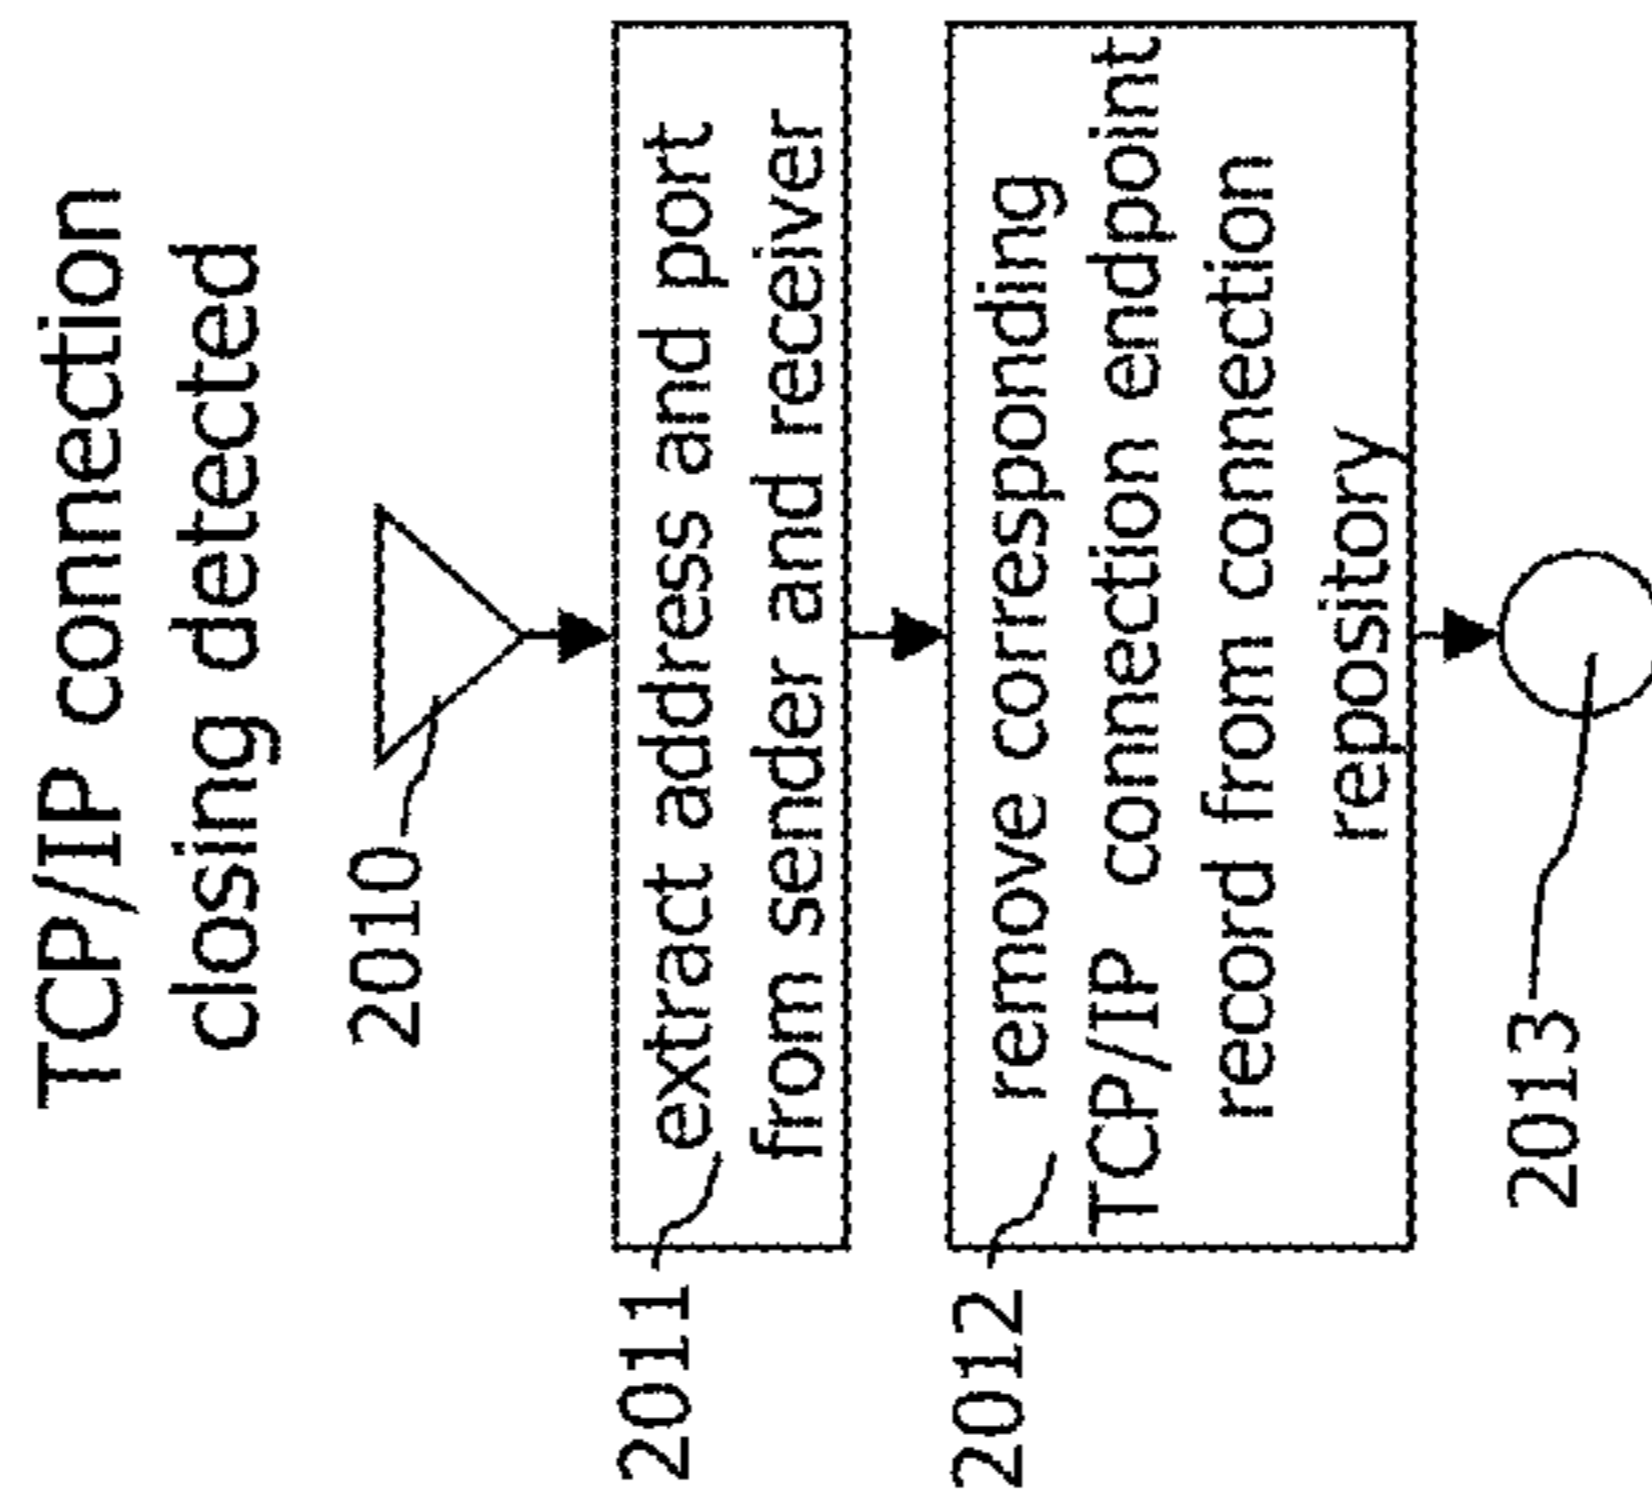 TCP/IP connection
closing detected
2010
2011
extract address and port
from sender and receiver
2012
remove corresponding
TCP/IP connection endpoint
record from connection
repository
2013